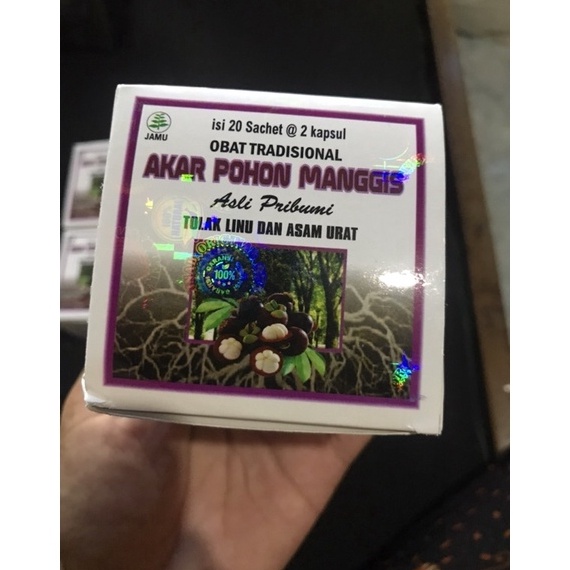 JAMU
isi 20 Sachet @ 2 kapsul
OBAT TRADISIONAL
AKAR POHON MANGGIS
Asli Pribumi
TOLAK LINU DAN ASAM URAT
100%